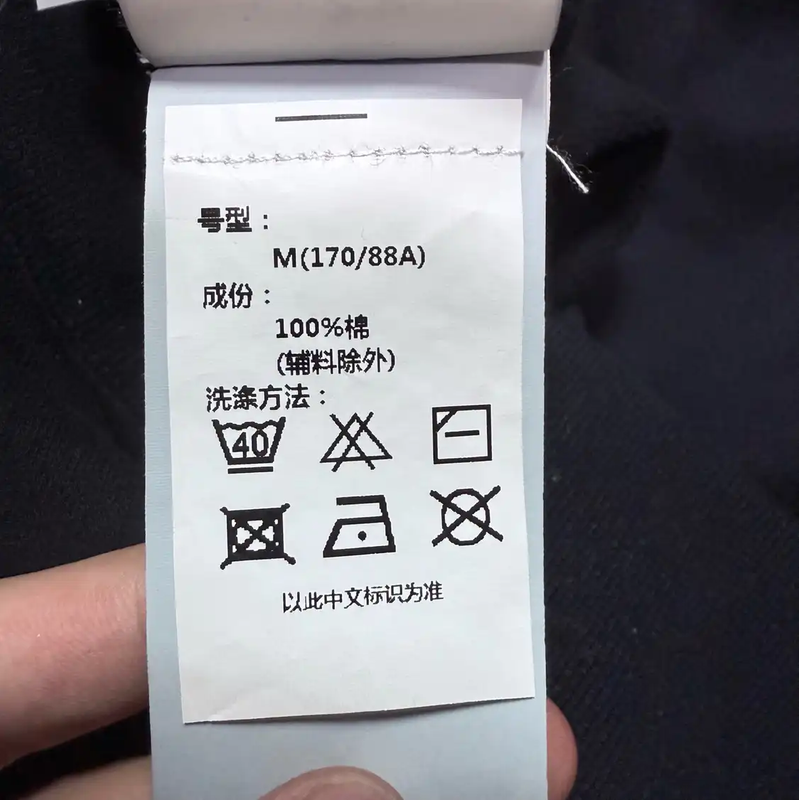 号型：
M(170/88A)
成份：
100%棉
(辅料除外)
洗涤方法：
40
以此中文标识为准